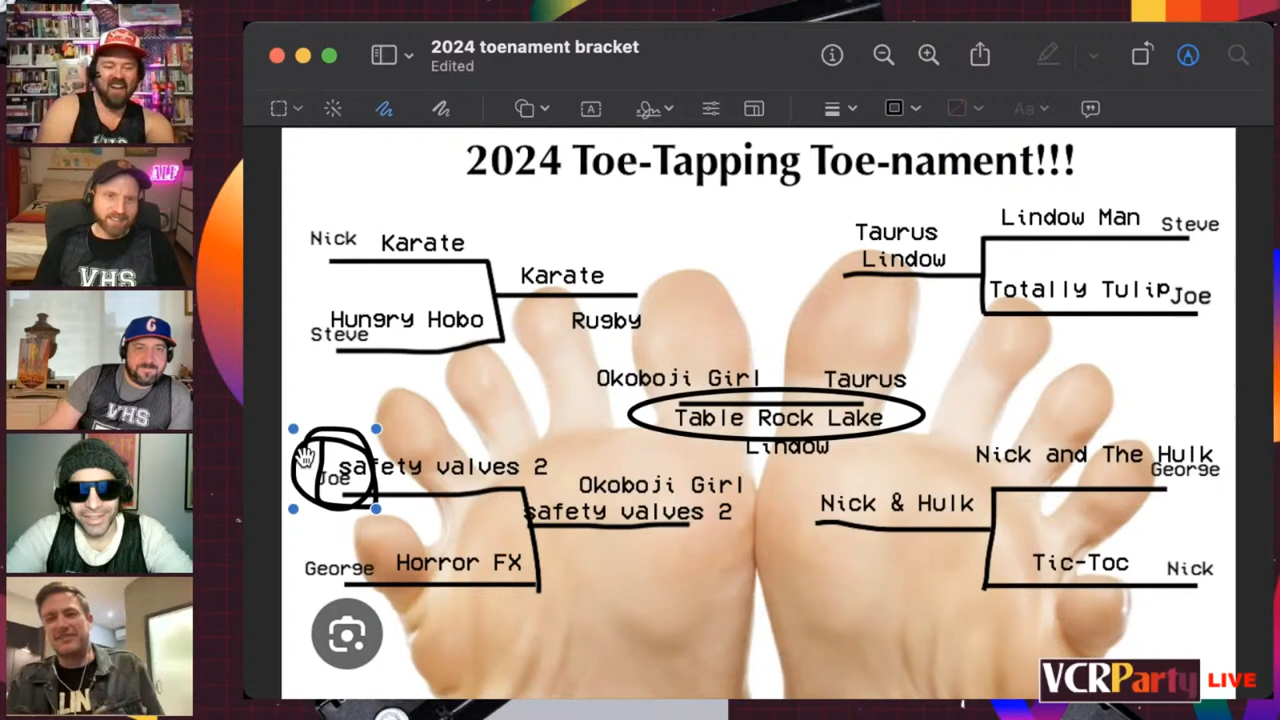 2024 toenament bracket
Edited
2024 Toe-Tapping Toe-nament!!!
Nick Karate
Karate
Hungry Hobo
Steve
Rugby
Taurus
Lindow
Lindow Man Steve
Totally Tulip Joe
Okoboji Girl Taurus
Table Rock Lake
Lindow
safety valves 2
Joe
Okoboji Girl
safety valves 2
George Horror FX
Nick and The Hulk
George
Nick & Hulk
Tic-Toc Nick
ALF
VHS
VHS
VCRParty LIVE